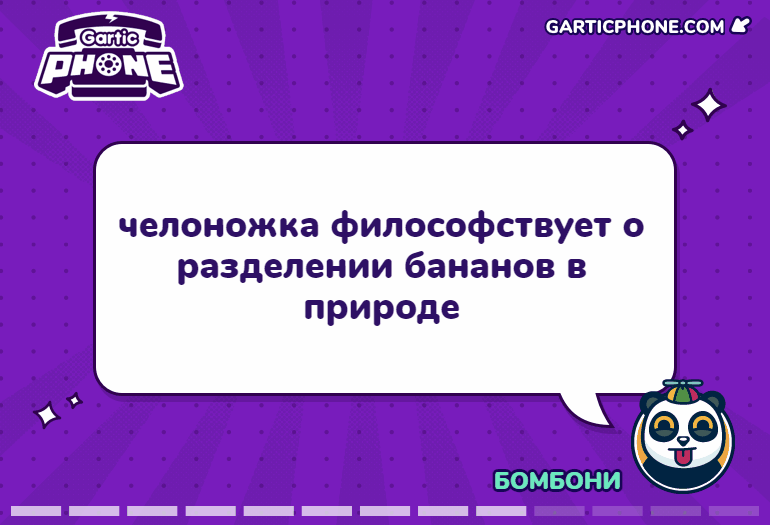 Gartic
PHONE
GARTICPHONE.COM
челоножка философствует о
разделении бананов в
природе
БОМБОНИ